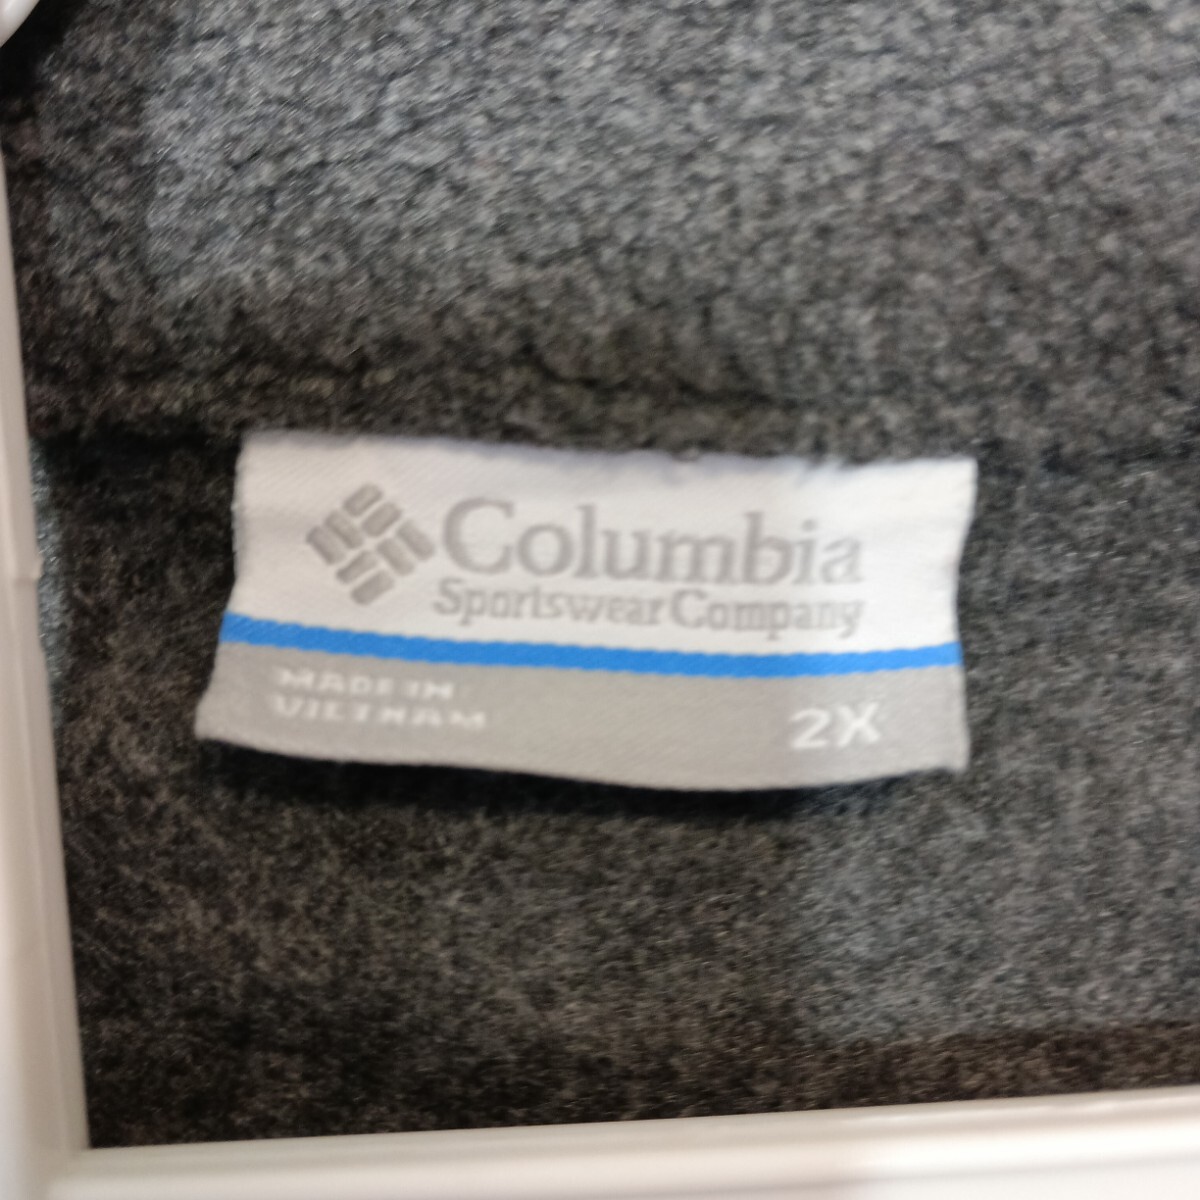 Columbia
Sportswear Company
MADE IN
VIETNAM
2X